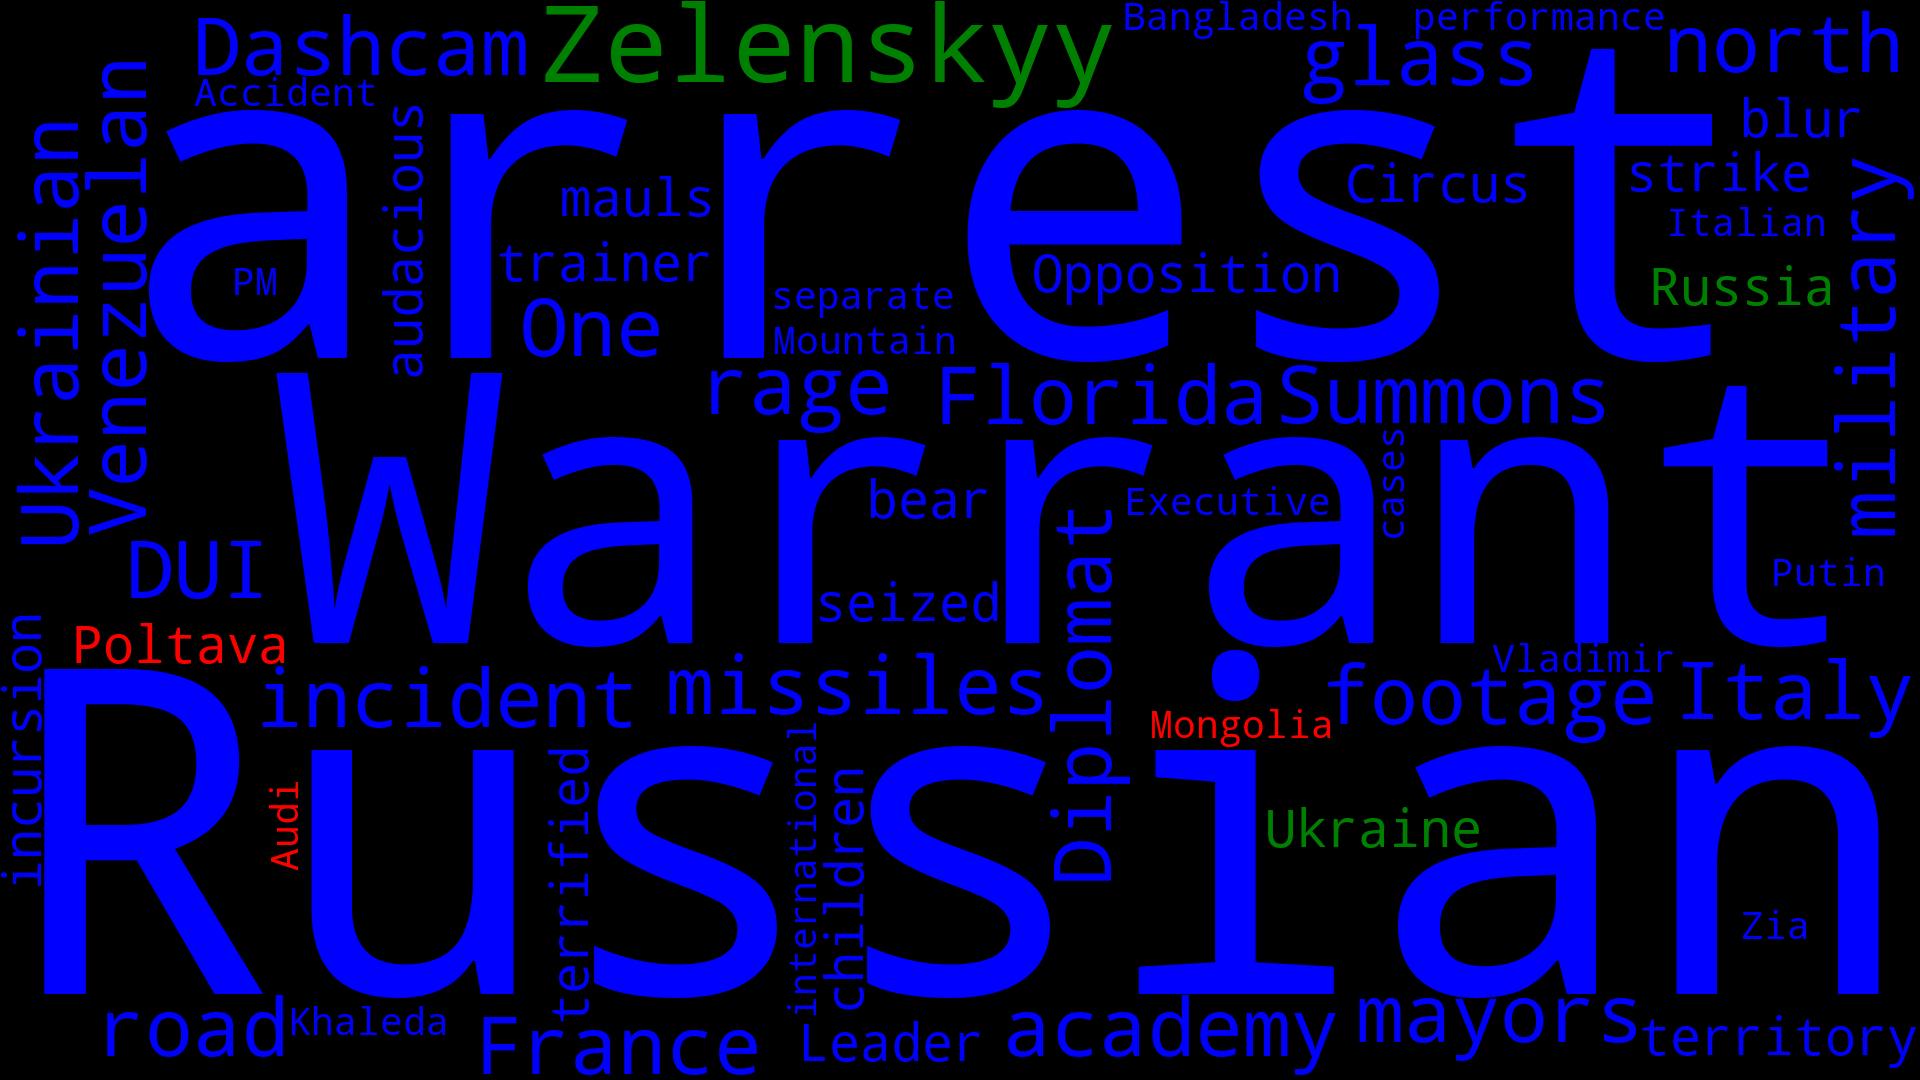 Dashcam
Zelenskyy
Bangladesh
performance
glass
north
Accident
blur
arrest
audacious
mauls
Circus
strike
Italian
trainer
PM
Opposition
Russia
separate
One
Mountain
Ukrainian
Venezuelan
military
rage
Florida
Summons
Warrant
bear
Executive
cases
DUI
seized
Diplomat
Putin
Poltava
incursion
incident
missiles
Vladimir
footage
Italy
Mongolia
Russian
Audi
terrified
international
children
Ukraine
Zia
road
Khaleda
France
Leader
academy
mayors
territory